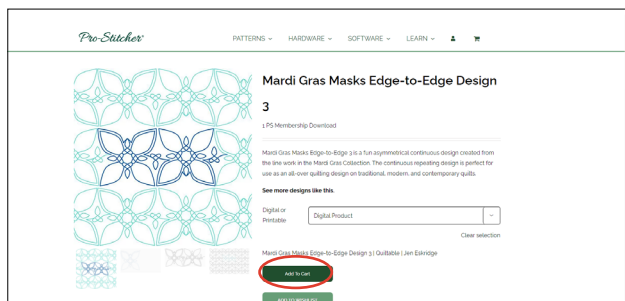 Pro-Stitcher®
PATTERNS HARDWARE SOFTWARE LEARN
Mardi Gras Masks Edge-to-Edge Design
3
1 PS Membership Download
Mardi Gras Masks Edge-to-Edge 3 is a fun asymmetrical continuous design created from
the line work in the Mardi Gras Collection. The continuous repeating design is perfect for
use as an all-over quilting design on traditional, modern, and contemporary quilts.
See more designs like this.
Digital or
Printable
Digital Product
Clear selection
Mardi Gras Masks Edge-to-Edge Design 3 | Quiltable | Jen Eskridge
Add To Cart
ADD TO WISHLIST